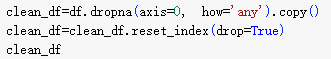 clean_df=df.dropna(axis=0, how='any').copy()
clean_df=clean_df.reset_index(drop=True)
clean_df